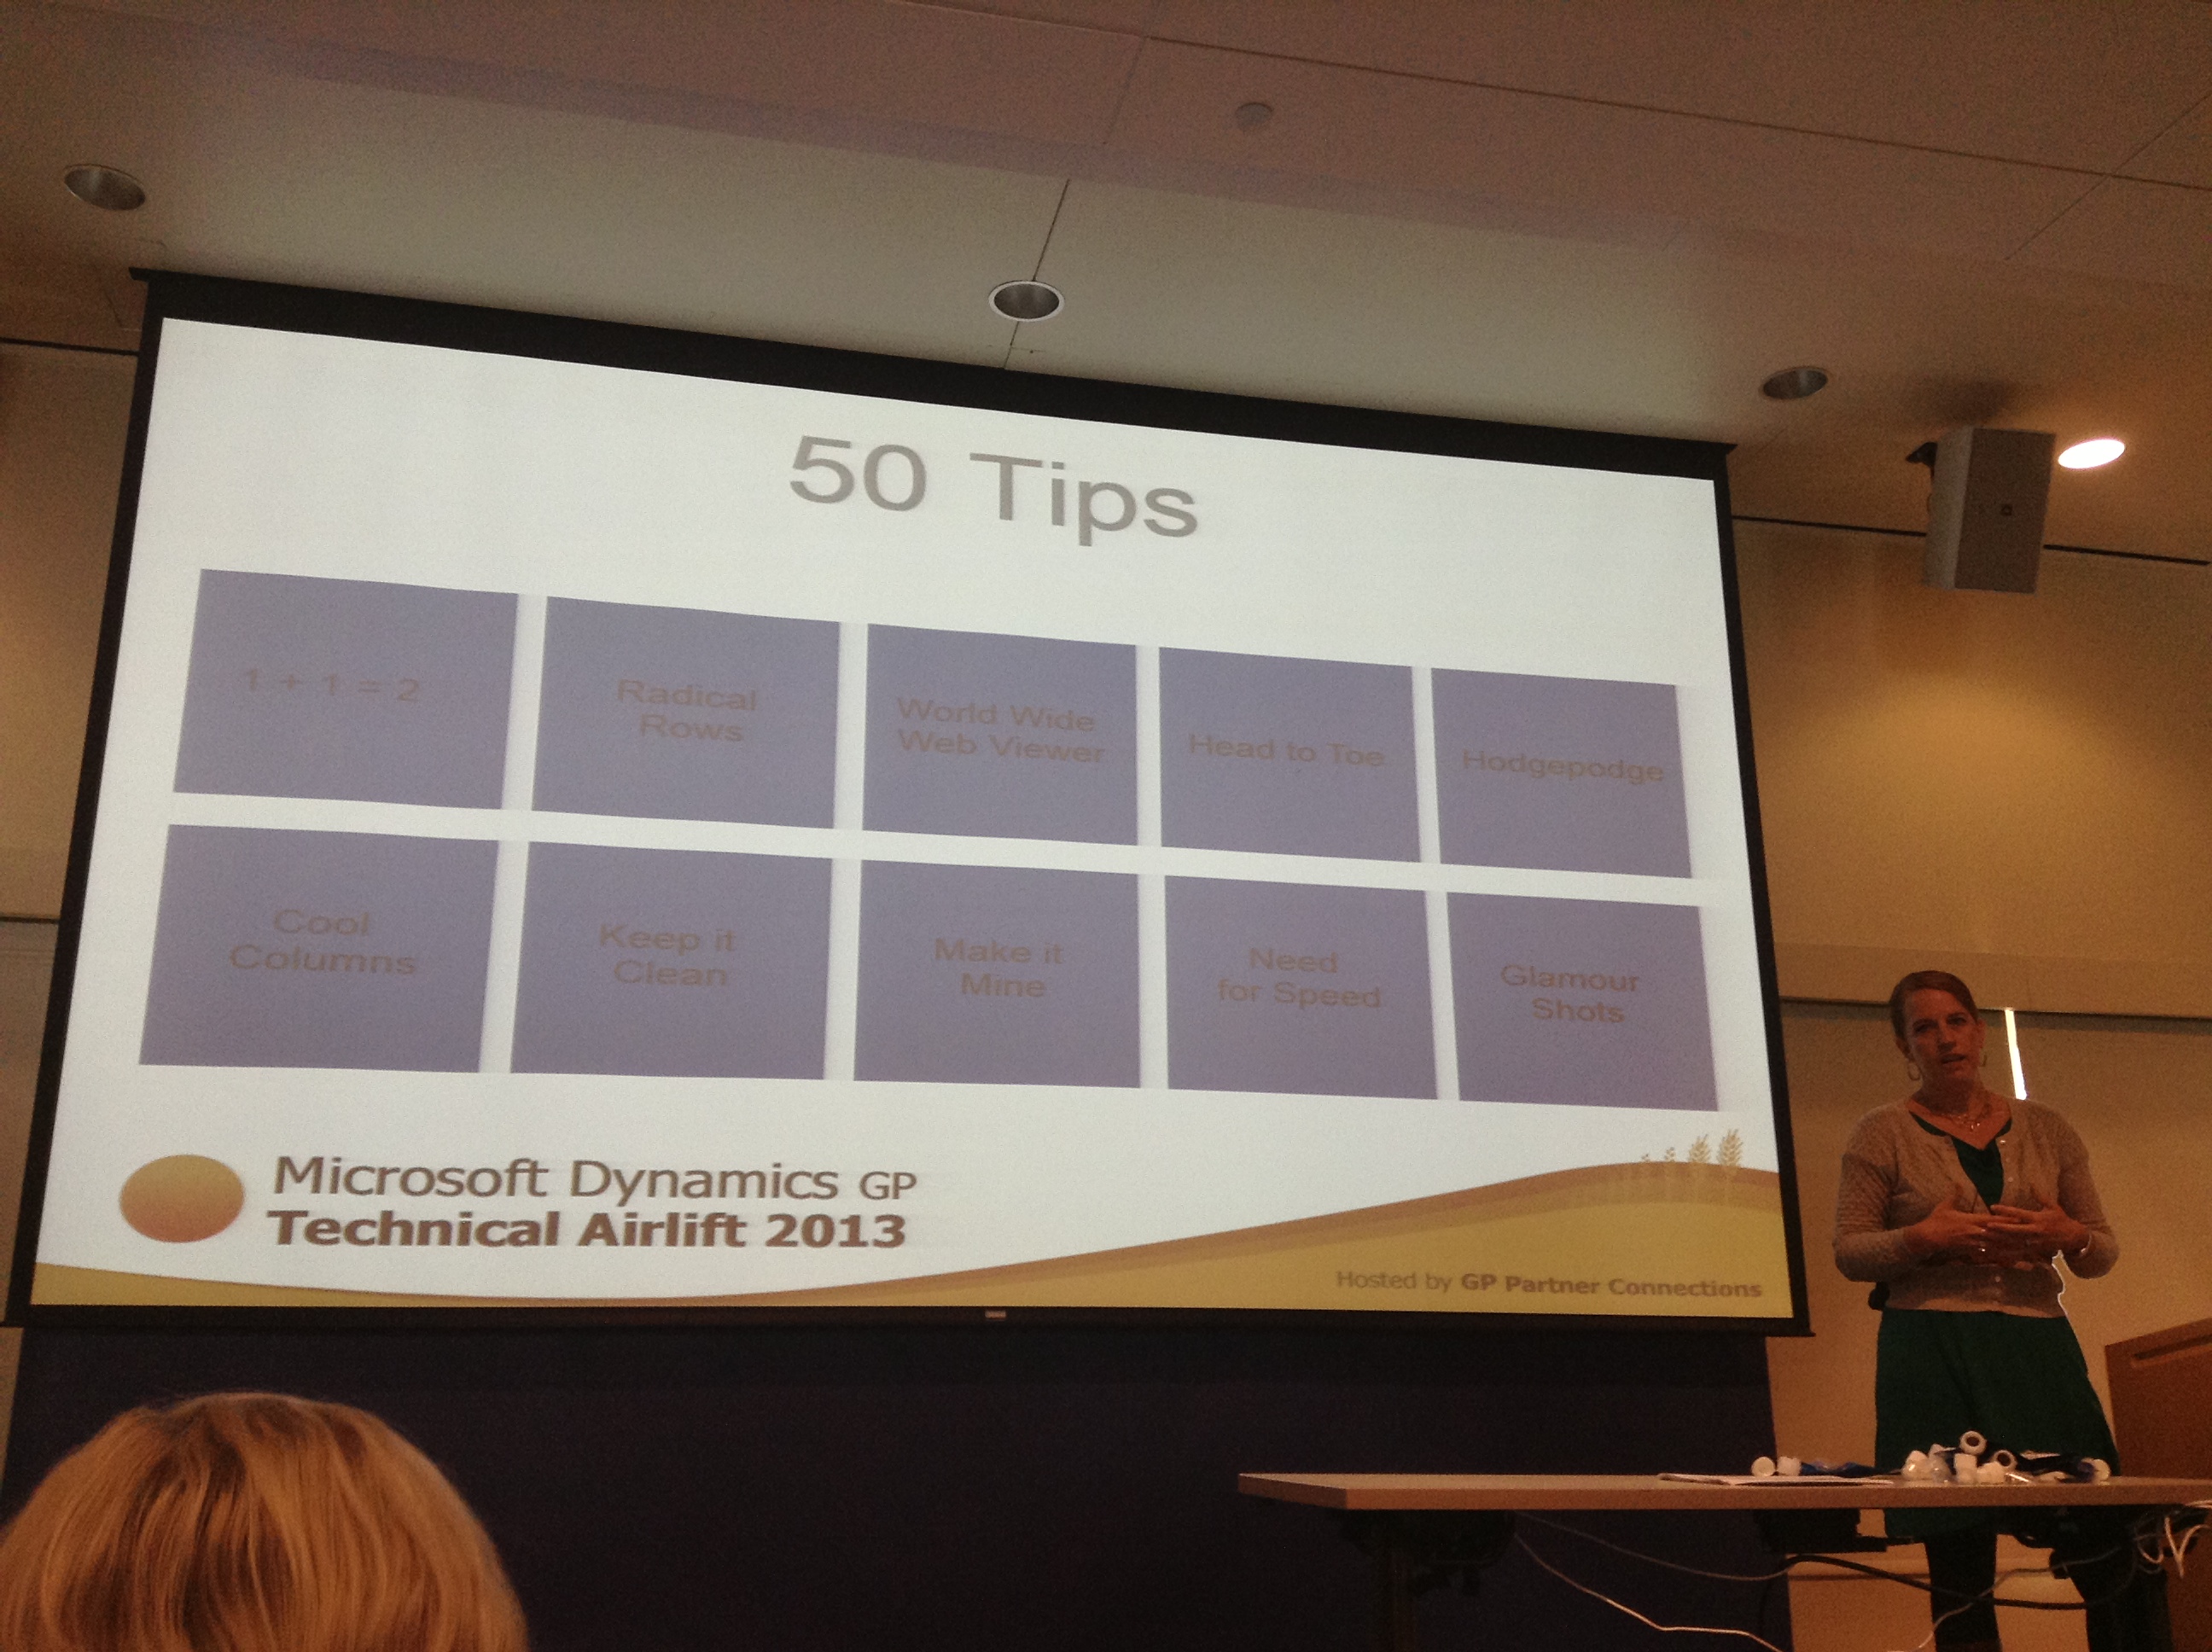 50 Tips
1 + 1 = 2
Radical
Rows
World Wide
Web Viewer
Head to Toe
Hodgepodge
Cool
Columns
Keep it
Clean
Make it
Mine
Need
for Speed
Glamour
Shots
Microsoft Dynamics GP
Technical Airlift 2013
Hosted by GP Partner Connections